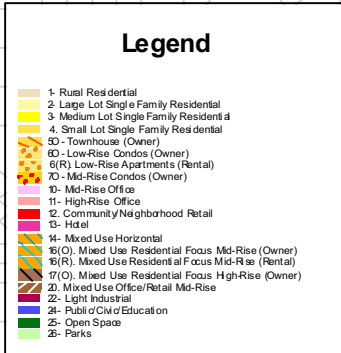 Legend
1- Rural Residential
2- Large Lot Single Family Residential
3- Medium Lot Single Family Residential
4. Small Lot Single Family Residential
5O - Townhouse (Owner)
6O - Low-Rise Condos (Owner)
6(R). Low-Rise Apartments (Rental)
7O - Mid-Rise Condos (Owner)
10- Mid-Rise Office
11- High-Rise Office
12. Community/Neighborhood Retail
13- Hotel
14- Mixed Use Horizontal
16(O). Mixed Use Residential Focus Mid-Rise (Owner)
16(R). Mixed Use Residential Focus Mid-Rise (Rental)
17(O). Mixed Use Residential Focus High-Rise (Owner)
20. Mixed Use Office/Retail Mid-Rise
22- Light Industrial
24- Public/Civic/Education
25- Open Space
26- Parks